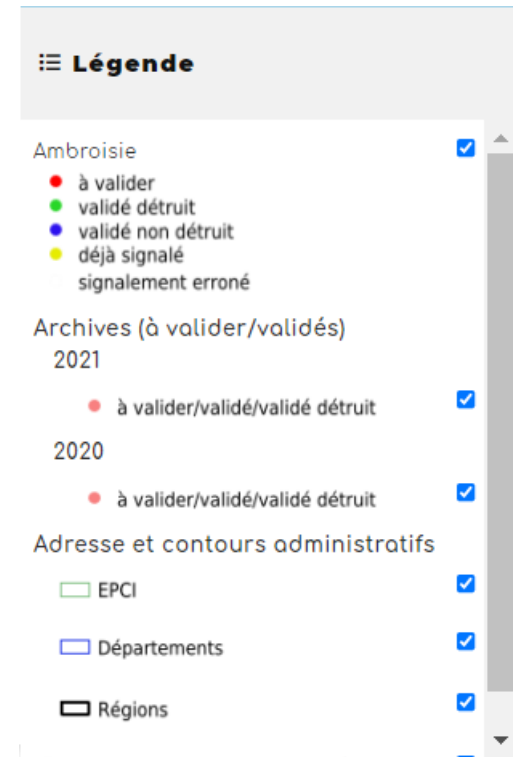 Légende
Ambroisie
à valider
validé détruit
validé non détruit
déjà signalé
signalement erroné
Archives (à valider/validés)
2021
à valider/validé/validé détruit
2020
à valider/validé/validé détruit
Adresse et contours administratifs
EPCI
Départements
Régions